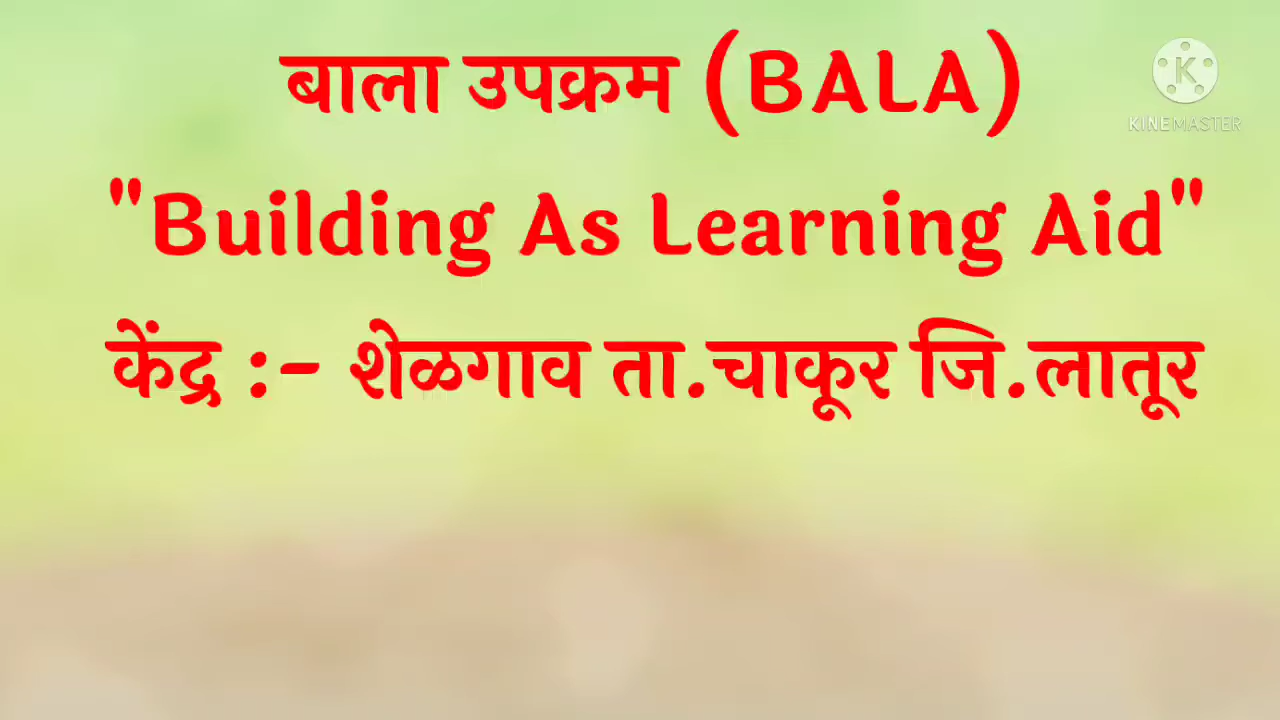 बाला उपक्रम (BALA)
K
KINEMASTER
"Building As Learning Aid"
केंद्र :- शेळगाव ता.चाकूर जि.लातूर